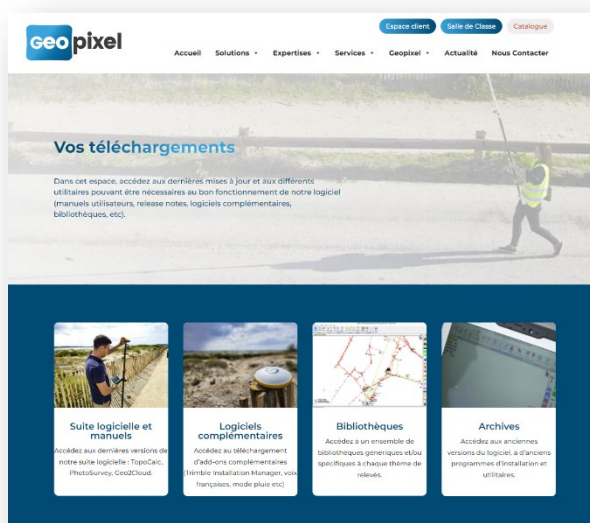 Geopixel
Espace client Salle de Classe Catalogue
Accueil Solutions Expertises Services Geopixel Actualité Nous Contacter
Vos téléchargements
Dans cet espace, accédez aux dernières mises à jour et aux différents
utilitaires pouvant être nécessaires au bon fonctionnement de notre logiciel
(manuels utilisateurs, release notes, logiciels complémentaires,
bibliothèques, etc).
Suite logicielle et
manuels
Accédez aux dernières versions de
notre suite logicielle : TopoCalc,
PhotoSurvey, Geo2Cloud.
Logiciels
complémentaires
Accédez au téléchargement
d'add-ons complémentaires
(Trimble Installation Manager, voix
françaises, mode pluie etc)
Bibliothèques
Accédez à un ensemble de
bibliothèques génériques et/ou
spécifiques à chaque thème de
relevés.
Archives
Accédez aux anciennes
versions du logiciel, à d'anciens
programmes d'installation et
utilitaires.